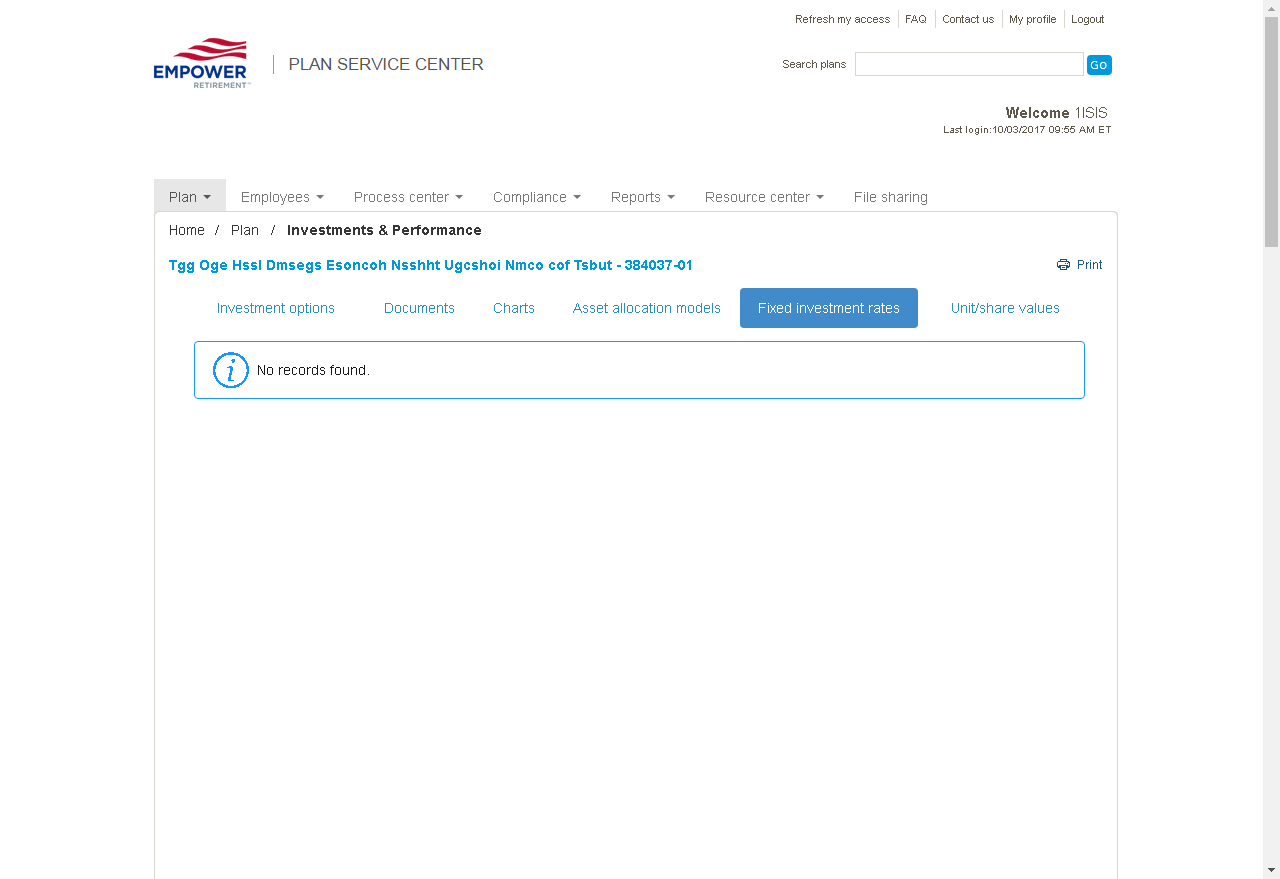 Refresh my access FAQ Contact us My profile Logout
EMPOWER
RETIREMENT™
PLAN SERVICE CENTER
Search plans Go
Welcome 1ISIS
Last login:10/03/2017 09:55 AM ET
Plan Employees Process center Compliance Reports Resource center File sharing
Home / Plan / Investments & Performance
Tgg Oge Hssl Dmsegs Esoncoh Nsshht Ugcshoi Nmco cof Tsbut - 384037-01
Print
Investment options Documents Charts Asset allocation models Fixed investment rates Unit/share values
i No records found.